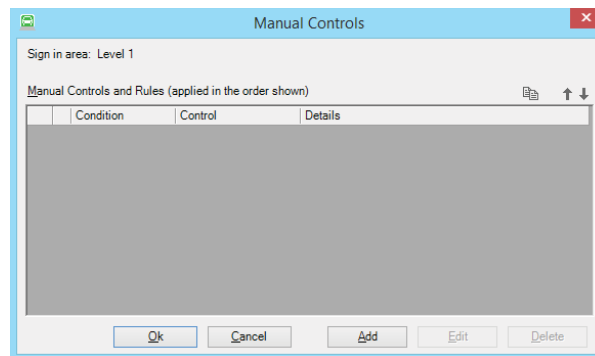 Manual Controls
Sign in area: Level 1
Manual Controls and Rules (applied in the order shown)
Condition Control Details
Ok Cancel Add Edit Delete